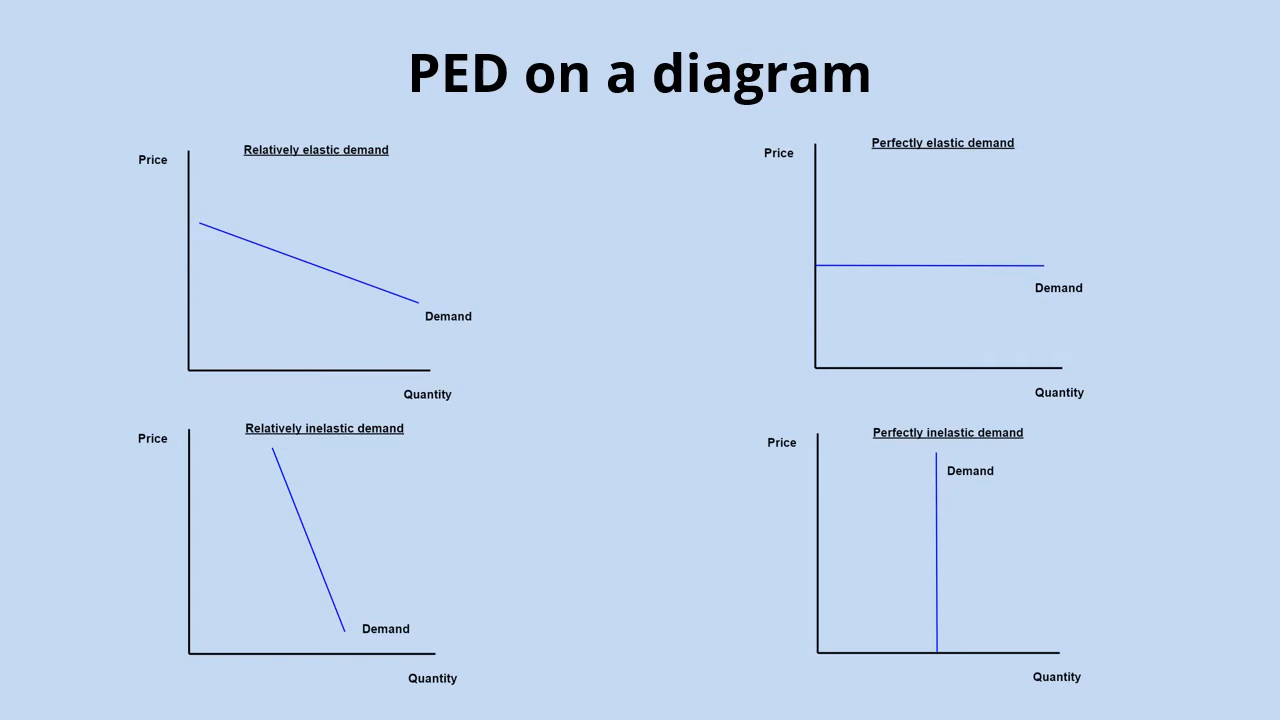 PED on a diagram
Relatively elastic demand
Price
Demand
Quantity
Perfectly elastic demand
Price
Demand
Quantity
Relatively inelastic demand
Price
Demand
Quantity
Perfectly inelastic demand
Price
Demand
Quantity